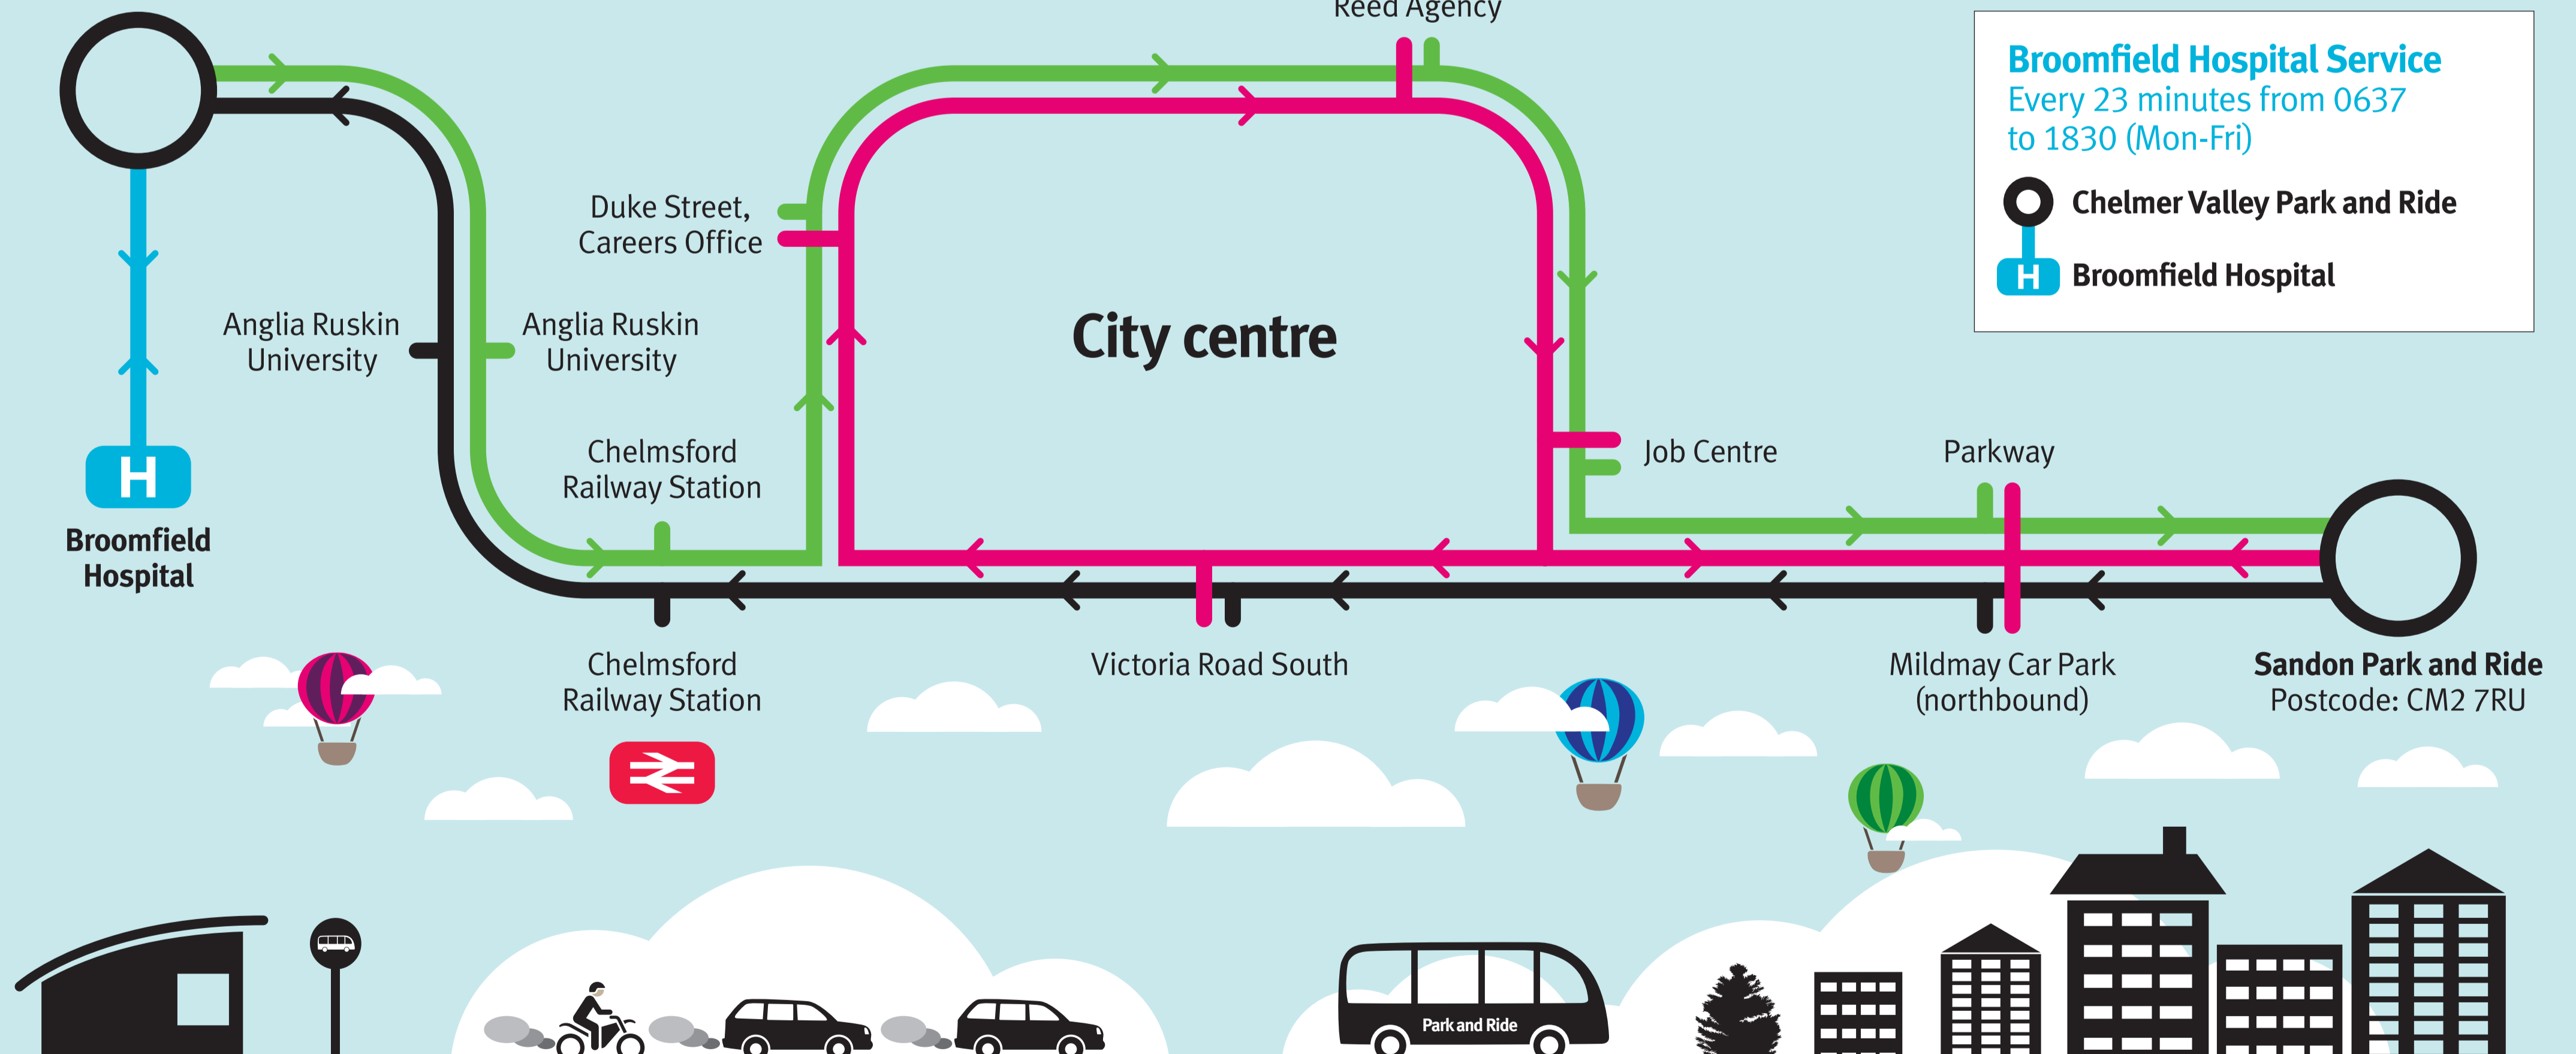 Reed Agency
Broomfield Hospital Service
Every 23 minutes from 0637
to 1830 (Mon-Fri)
Chelmer Valley Park and Ride
H
Broomfield Hospital
Duke Street,
Careers Office
City centre
Anglia Ruskin
University
Anglia Ruskin
University
Chelmsford
Railway Station
Job Centre
Parkway
H
Broomfield
Hospital
Chelmsford
Railway Station
Victoria Road South
Mildmay Car Park
(northbound)
Sandon Park and Ride
Postcode: CM2 7RU
Park and Ride